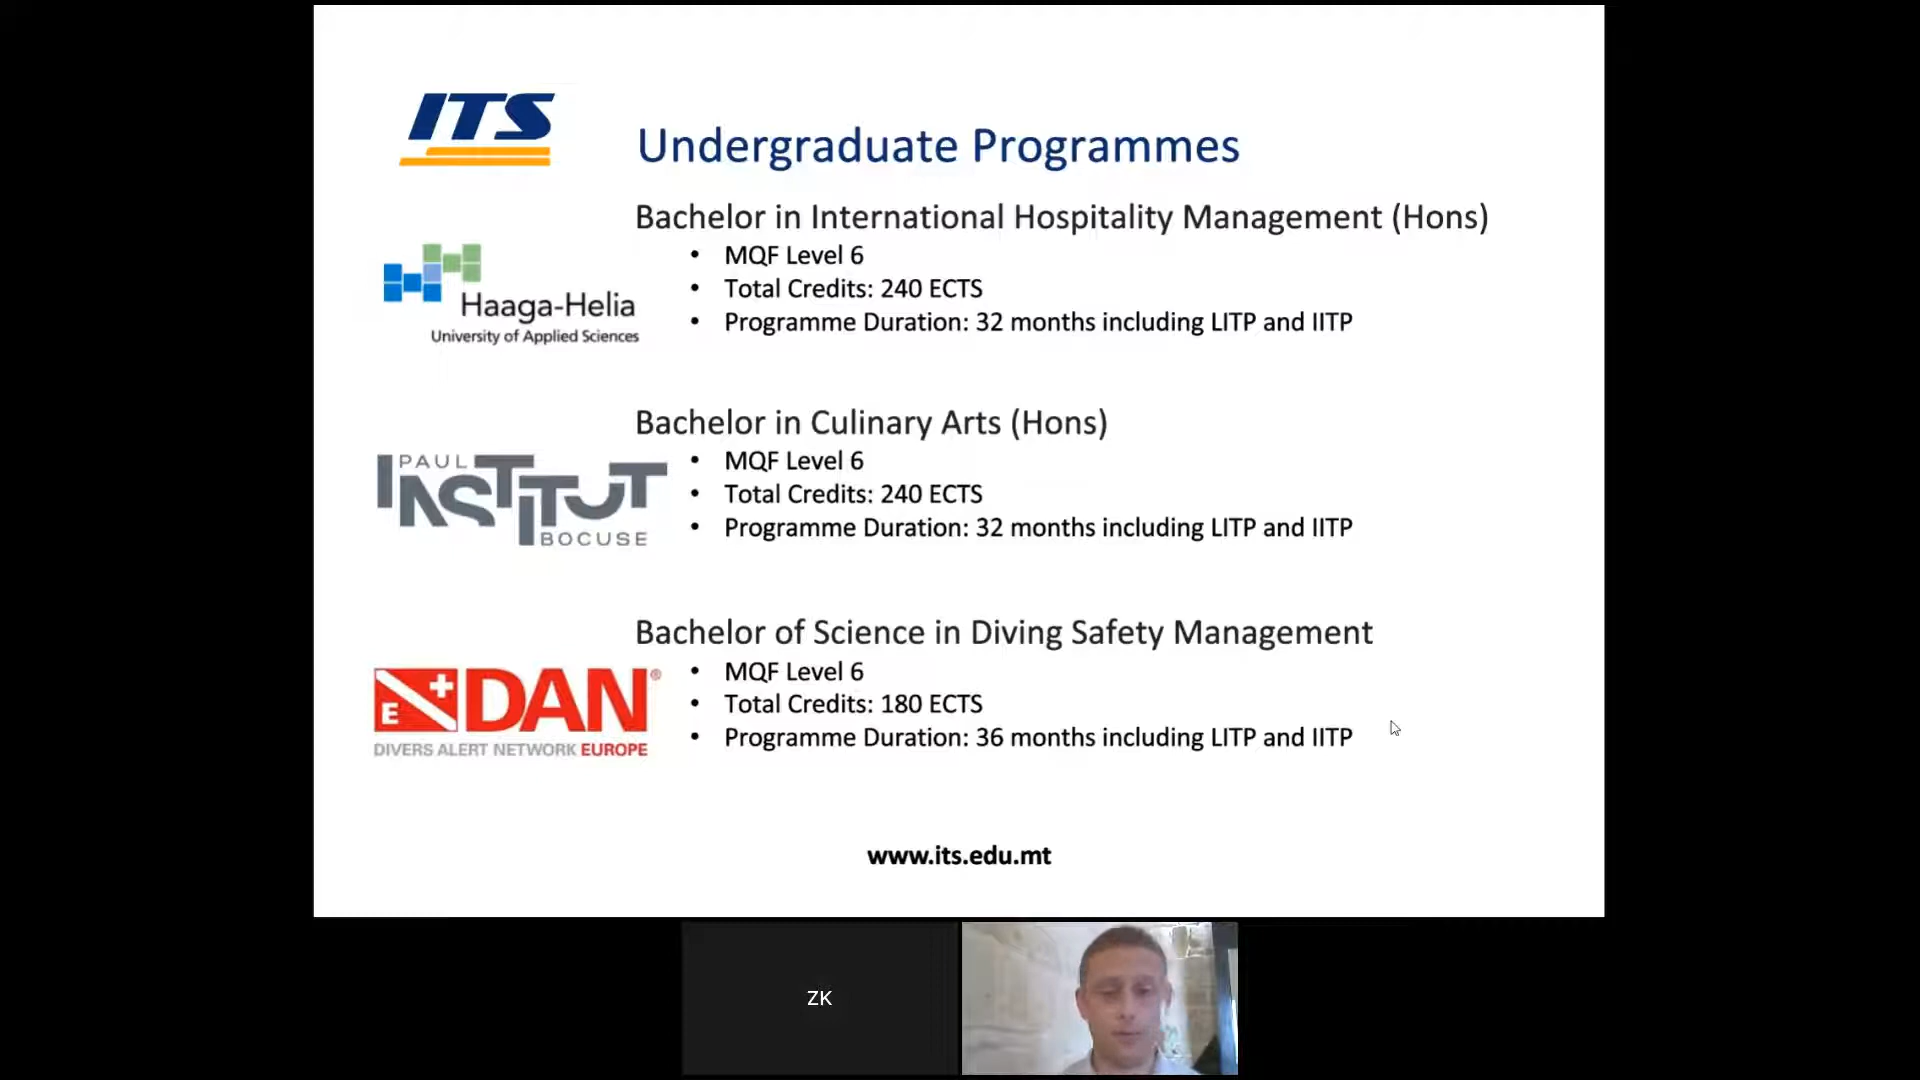 ITS
Undergraduate Programmes
Bachelor in International Hospitality Management (Hons)
• MQF Level 6
• Total Credits: 240 ECTS
• Programme Duration: 32 months including LITP and IITP
Haaga-Helia
University of Applied Sciences
Bachelor in Culinary Arts (Hons)
• MQF Level 6
• Total Credits: 240 ECTS
• Programme Duration: 32 months including LITP and IITP
PAUL
INSTITUT
BOCUSE
Bachelor of Science in Diving Safety Management
• MQF Level 6
• Total Credits: 180 ECTS
• Programme Duration: 36 months including LITP and IITP
E DAN®
DIVERS ALERT NETWORK EUROPE
www.its.edu.mt
ZK